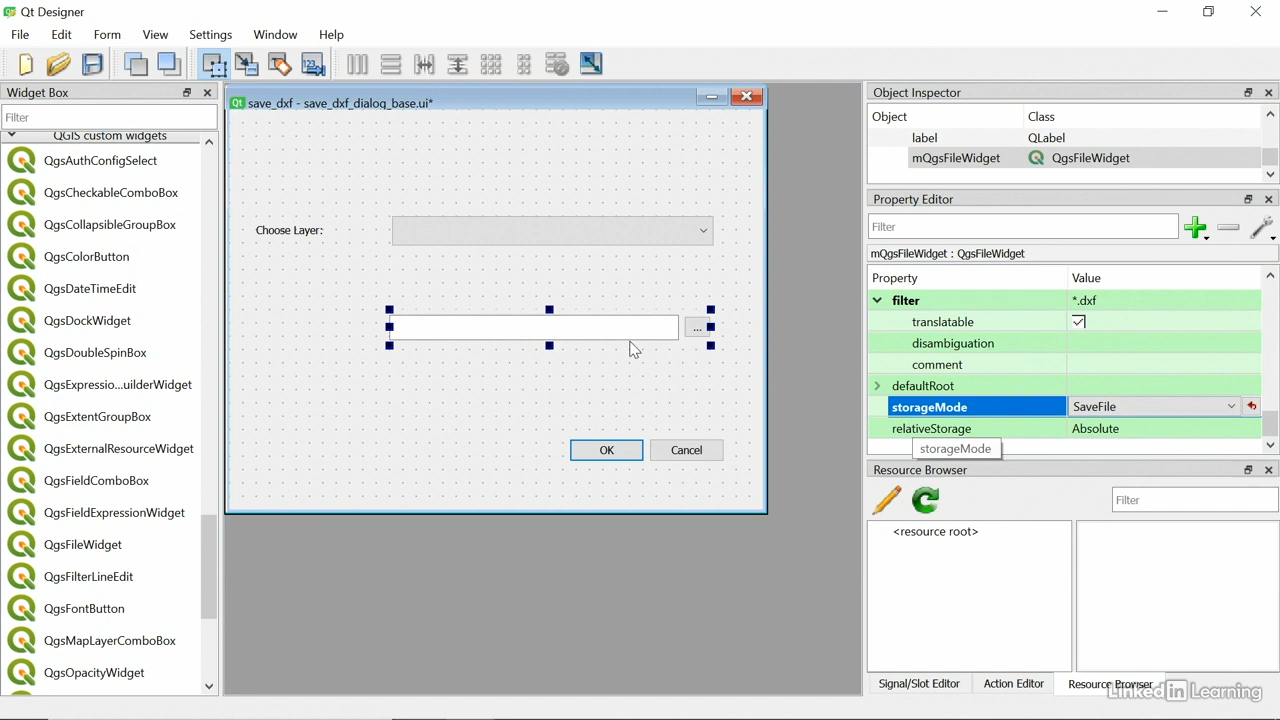 Qt Designer
File Edit Form View Settings Window Help
Widget Box
Filter
QGIS custom widgets
QgsAuthConfigSelect
QgsCheckableComboBox
QgsCollapsibleGroupBox
QgsColorButton
QgsDateTimeEdit
QgsDockWidget
QgsDoubleSpinBox
QgsExpressio...uilderWidget
QgsExtentGroupBox
QgsExternalResourceWidget
QgsFieldComboBox
QgsFieldExpressionWidget
QgsFileWidget
QgsFilterLineEdit
QgsFontButton
QgsMapLayerComboBox
QgsOpacityWidget
save_dxf - save_dxf_dialog_base.ui*
Choose Layer:
...
OK Cancel
Object Inspector
Object Class
label QLabel
mQgsFileWidget QgsFileWidget
Property Editor
Filter
mQgsFileWidget : QgsFileWidget
Property Value
filter *.dxf
translatable
disambiguation
comment
defaultRoot
storageMode SaveFile
relativeStorage Absolute
storageMode
Resource Browser
Filter
<resource root>
Signal/Slot Editor Action Editor Resource Browser
LinkedIn Learning